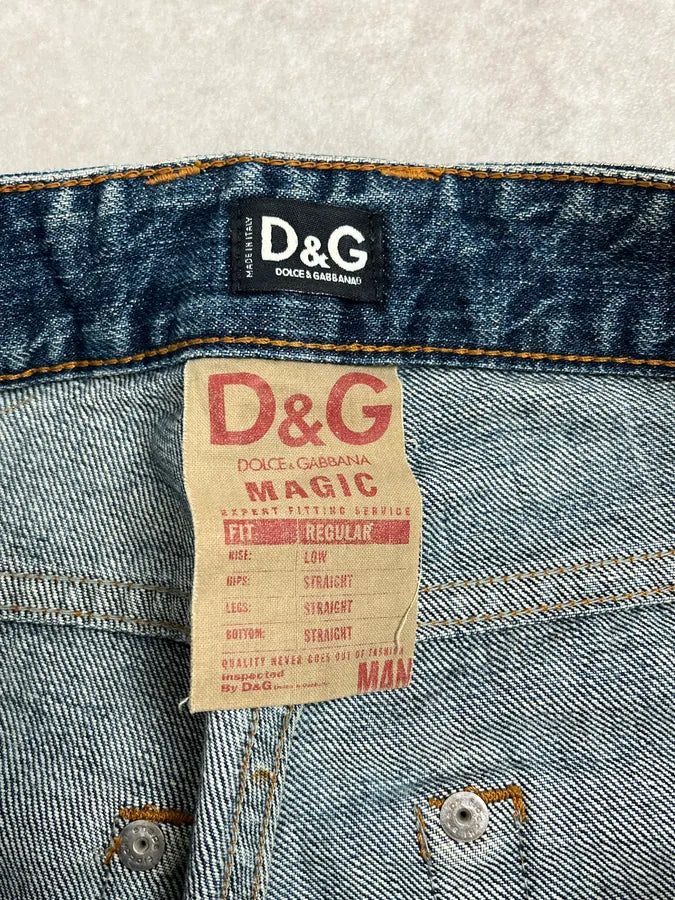 MADE IN ITALY
D&G
DOLCE & GABBANA
D&G
DOLCE & GABBANA
MAGIC
EXPERT FITTING SERVICE
FIT REGULAR
RISE: LOW
HIPS: STRAIGHT
LEGS: STRAIGHT
BOTTOM: STRAIGHT
QUALITY NEVER GOES OUT OF FASHION
Inspected
By D&G
MAN